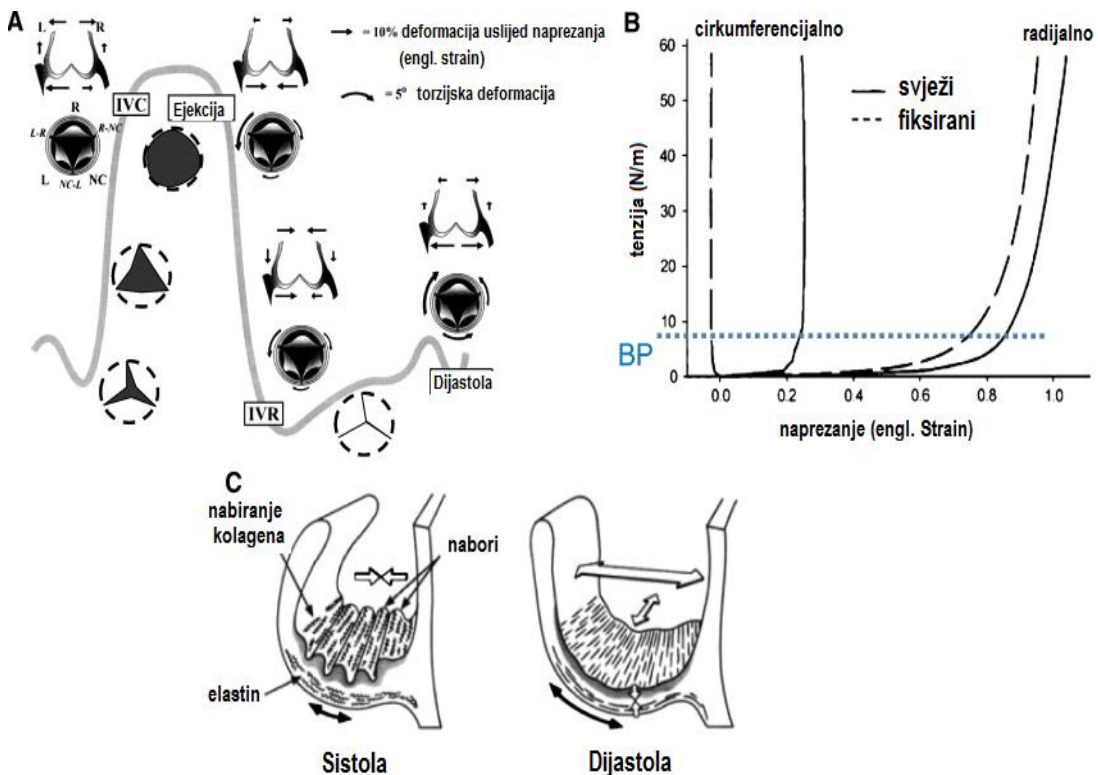 A
L R
IVC
Ejekcija
= 10% deformacija uslijed naprezanja
(engl. strain)
= 5° torzijska deformacija
R
L-R R-NC
L NC
NC-L
IVR
Dijastola
B
cirkumferencijalno
radijalno
svježi
fiksirani
tenzija (N/m)
60
50
40
30
20
10
0
BP
0.0 0.2 0.4 0.6 0.8 1.0
naprezanje (engl. Strain)
C
nabiranje
kolagena
nabori
elastin
Sistola
Dijastola